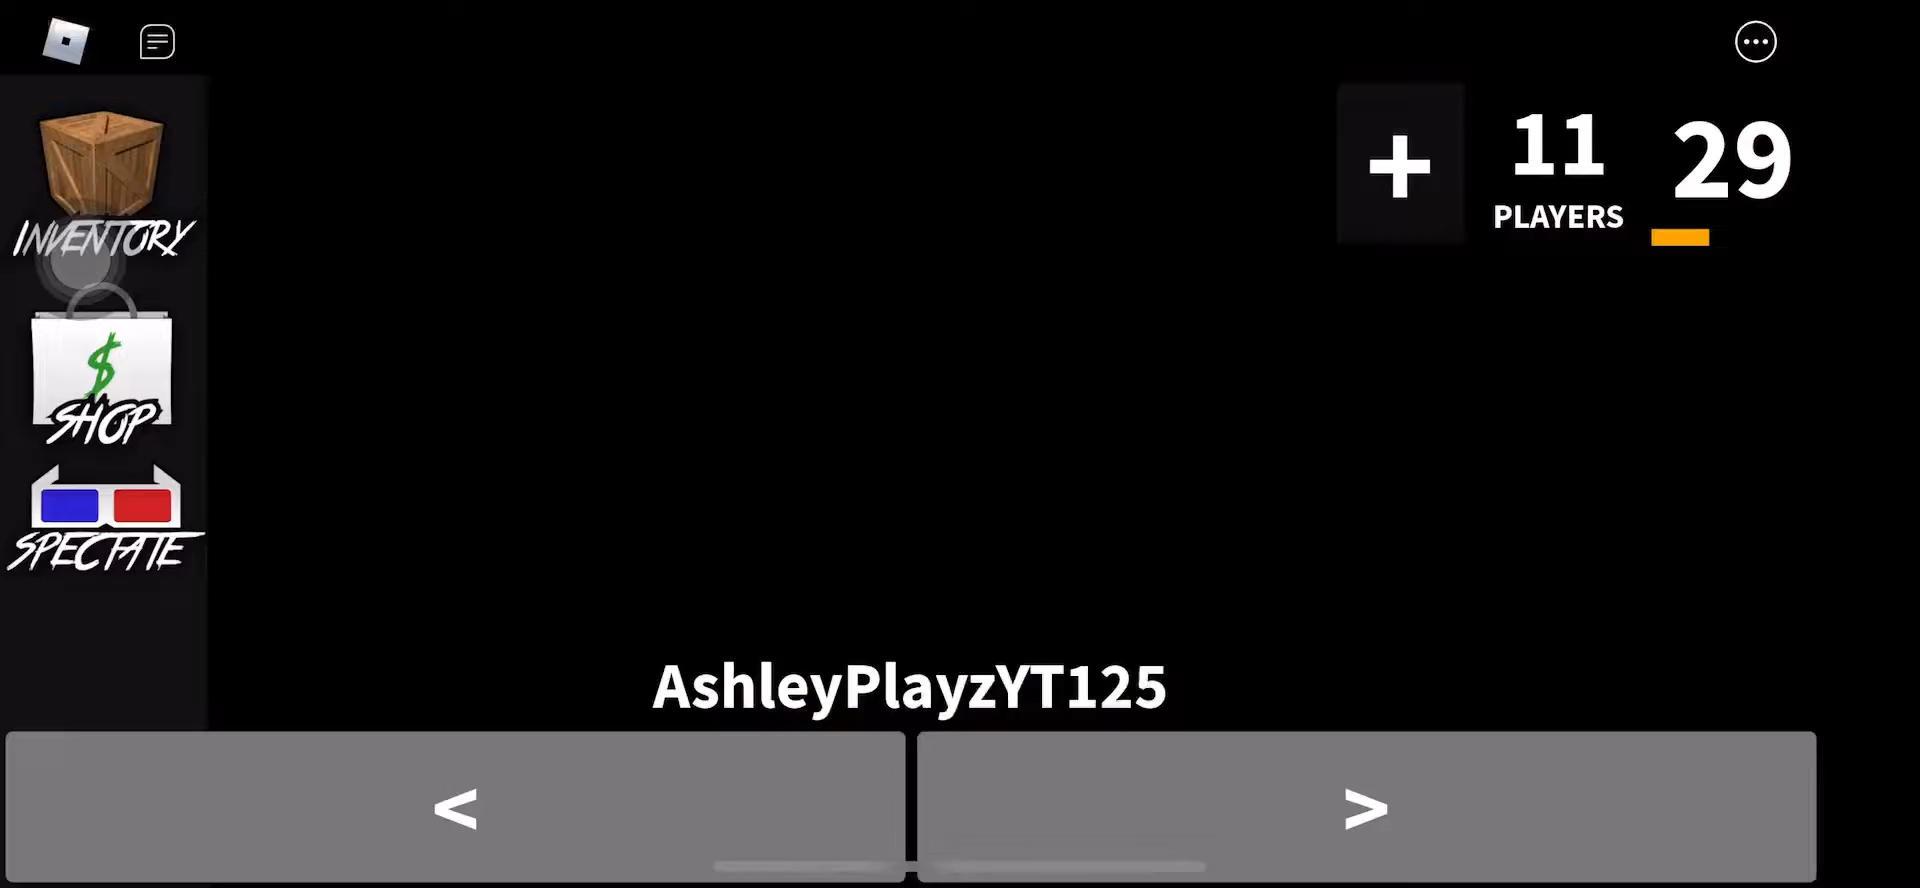 +
11
PLAYERS
29
INVENTORY
$
SHOP
SPECTATE
AshleyPlayzYT125
<
>